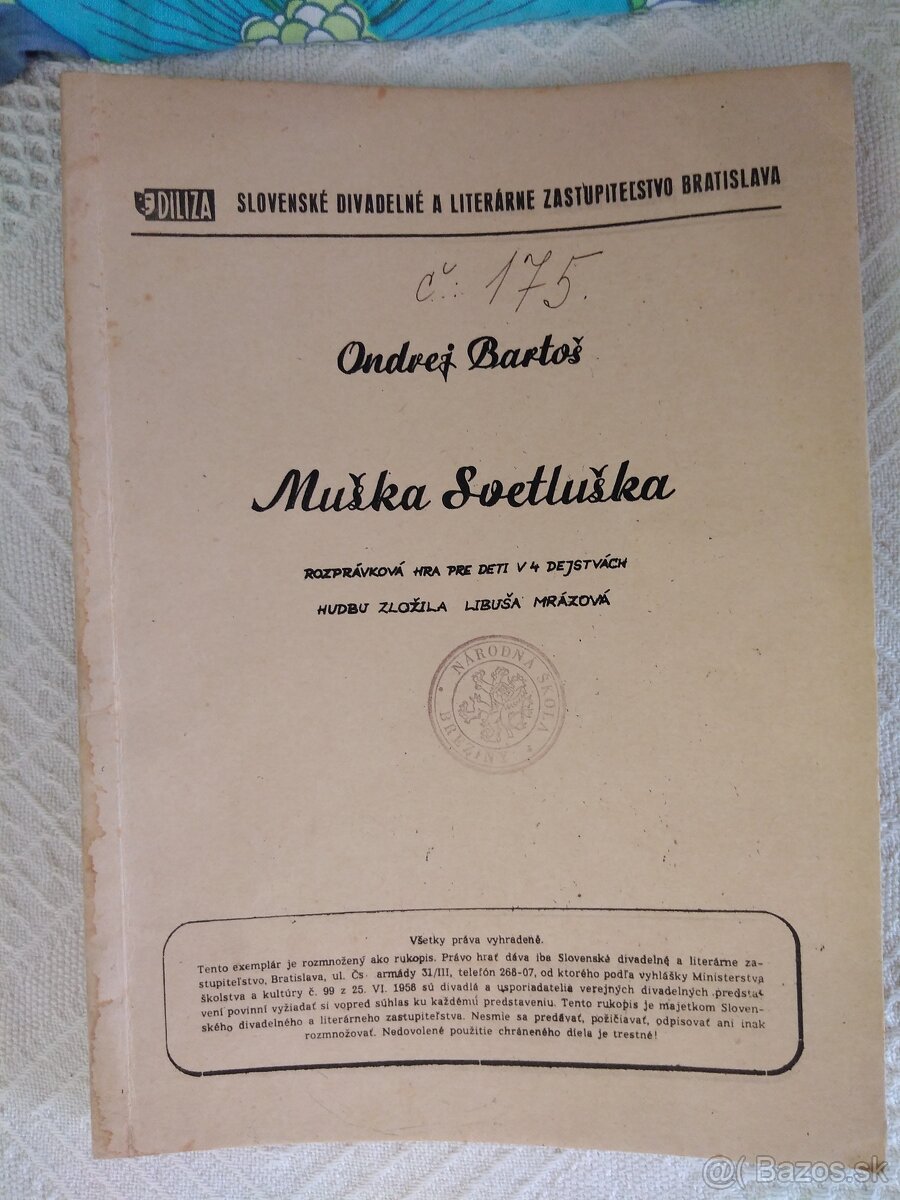 DILIZA SLOVENSKÉ DIVADELNÉ A LITERÁRNE ZASTUPITEĽSTVO BRATISLAVA
č.: 175.
Ondrej Bartoš
Muška Svetluška
ROZPRÁVKOVÁ HRA PRE DETI V 4 DEJSTVÁCH
HUDBU ZLOŽILA LIBUŠA MRÁZOVÁ
NÁRODNÁ ŠKOLA
BREZINY
Všetky práva vyhradené.
Tento exemplár je rozmnožený ako rukopis. Právo hrať dáva iba Slovenské divadelné a literárne za-
stupiteľstvo, Bratislava, ul. Čs. armády 31/III, telefón 268-07, od ktorého podľa vyhlášky Ministerstva
školstva a kultúry č. 99 z 25. VI. 1956 sú divadlá a usporiadatelia verejných divadelných predsta-
vení povinní vyžiadať si vopred súhlas ku každému predstaveniu. Tento rukopis je majetkom Sloven-
ského divadelného a literárneho zastupiteľstva. Nesmie sa predávať, požičiavať, odpisovať ani inak
rozmnožovať. Nedovolené použitie chráneného diela je trestné!
@ Bazos.sk